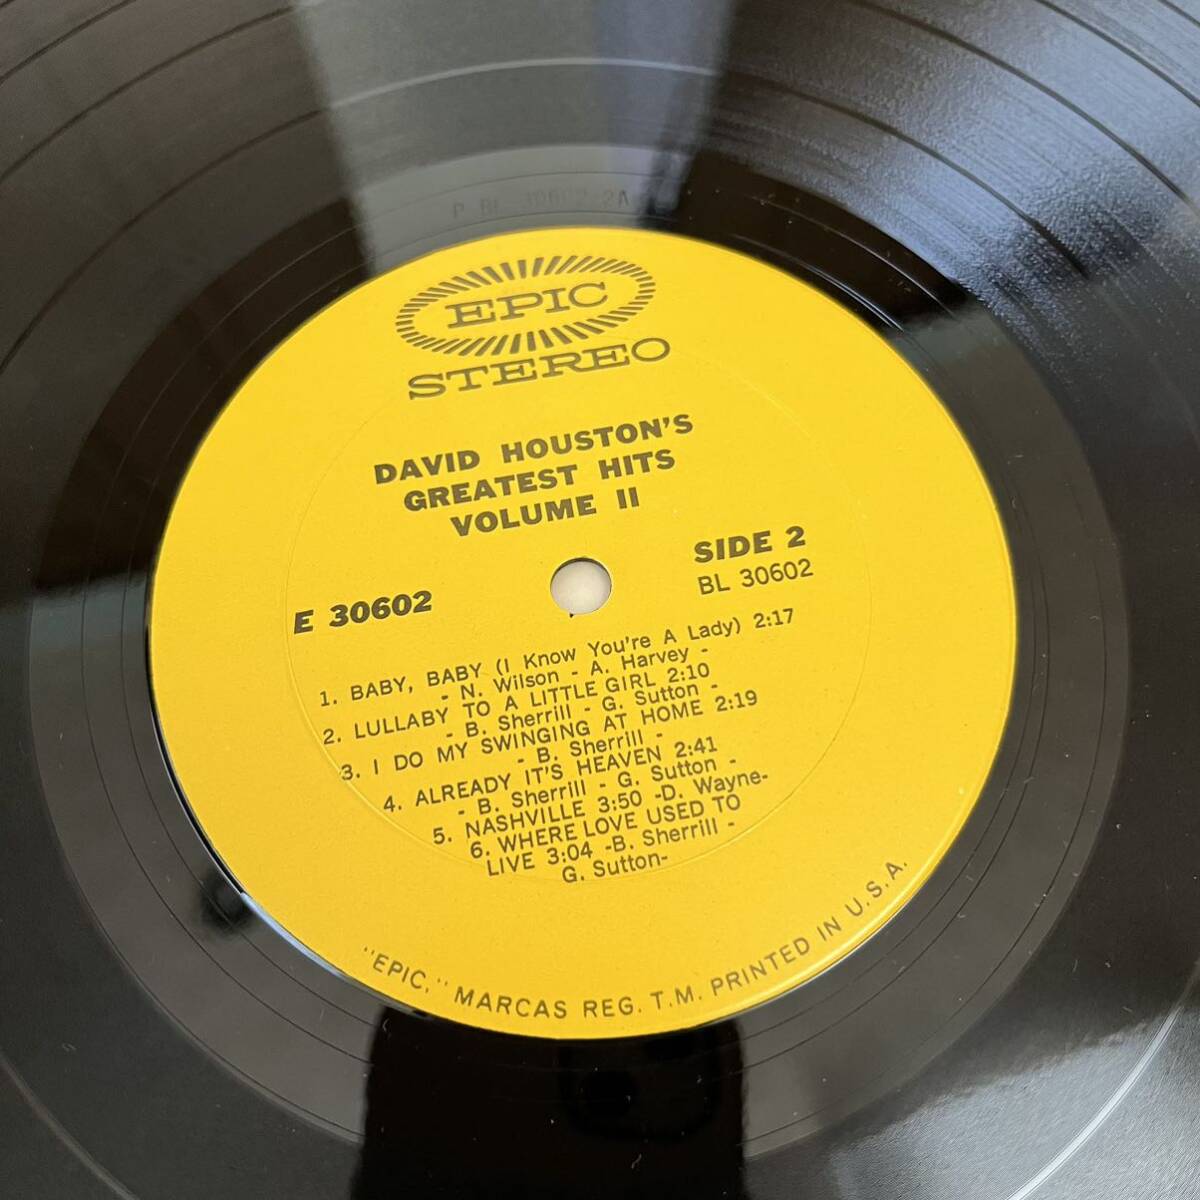 P BL 30602-2A
EPIC
STEREO
DAVID HOUSTON'S
GREATEST HITS
VOLUME II
SIDE 2
E 30602
BL 30602
1. BABY, BABY (I Know You're A Lady) 2:17
- N. Wilson - A. Harvey -
2. LULLABY TO A LITTLE GIRL 2:10
- B. Sherrill - G. Sutton -
3. I DO MY SWINGING AT HOME 2:19
- B. Sherrill -
4. ALREADY IT'S HEAVEN 2:41
- B. Sherrill - G. Sutton -
5. NASHVILLE 3:50 -D. Wayne-
6. WHERE LOVE USED TO
LIVE 3:04 -B. Sherrill -
G. Sutton-
"EPIC," MARCAS REG. T.M. PRINTED IN U.S.A.